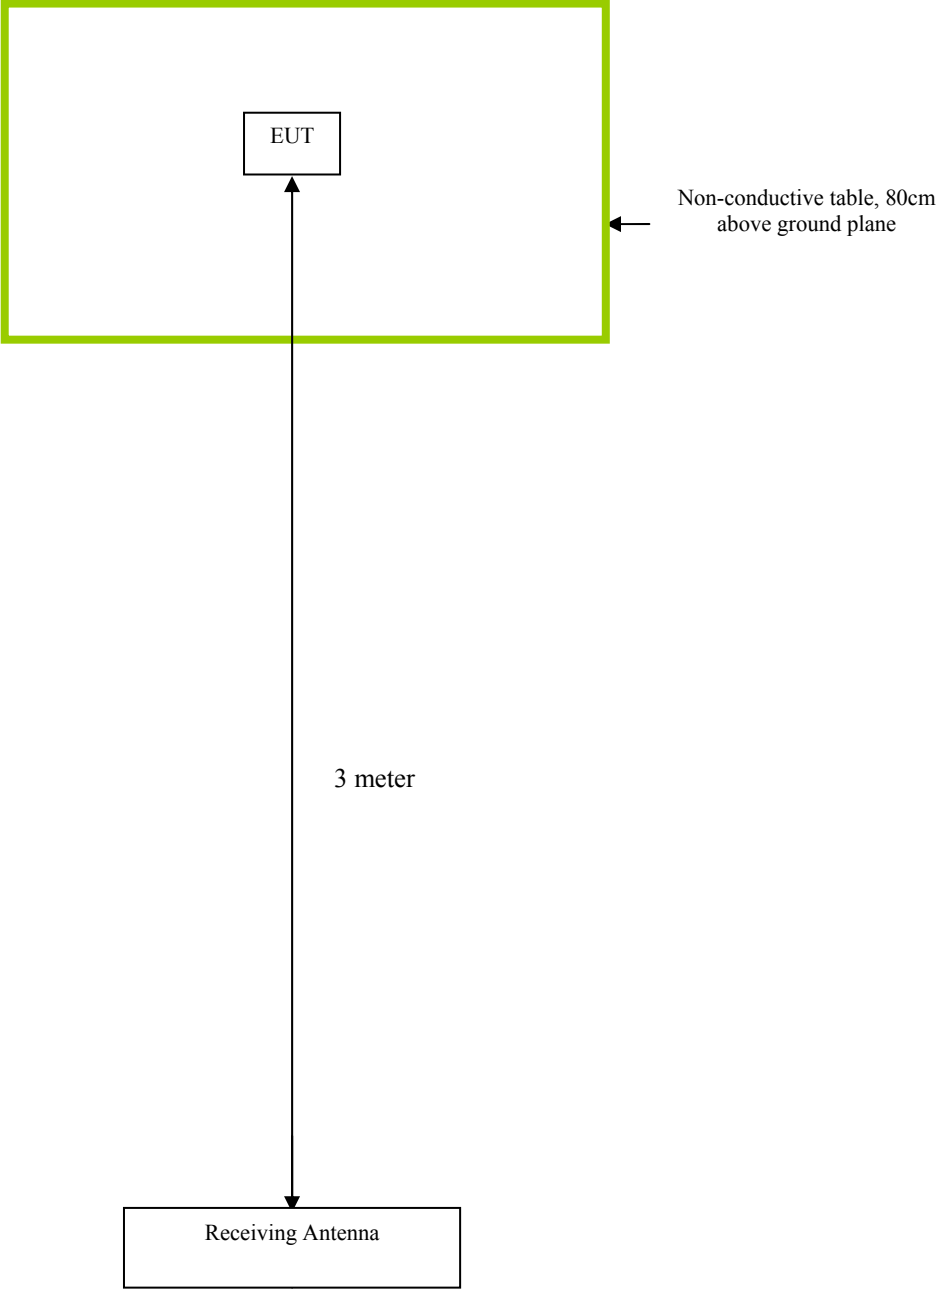 EUT
Non-conductive table, 80cm
above ground plane
3 meter
Receiving Antenna